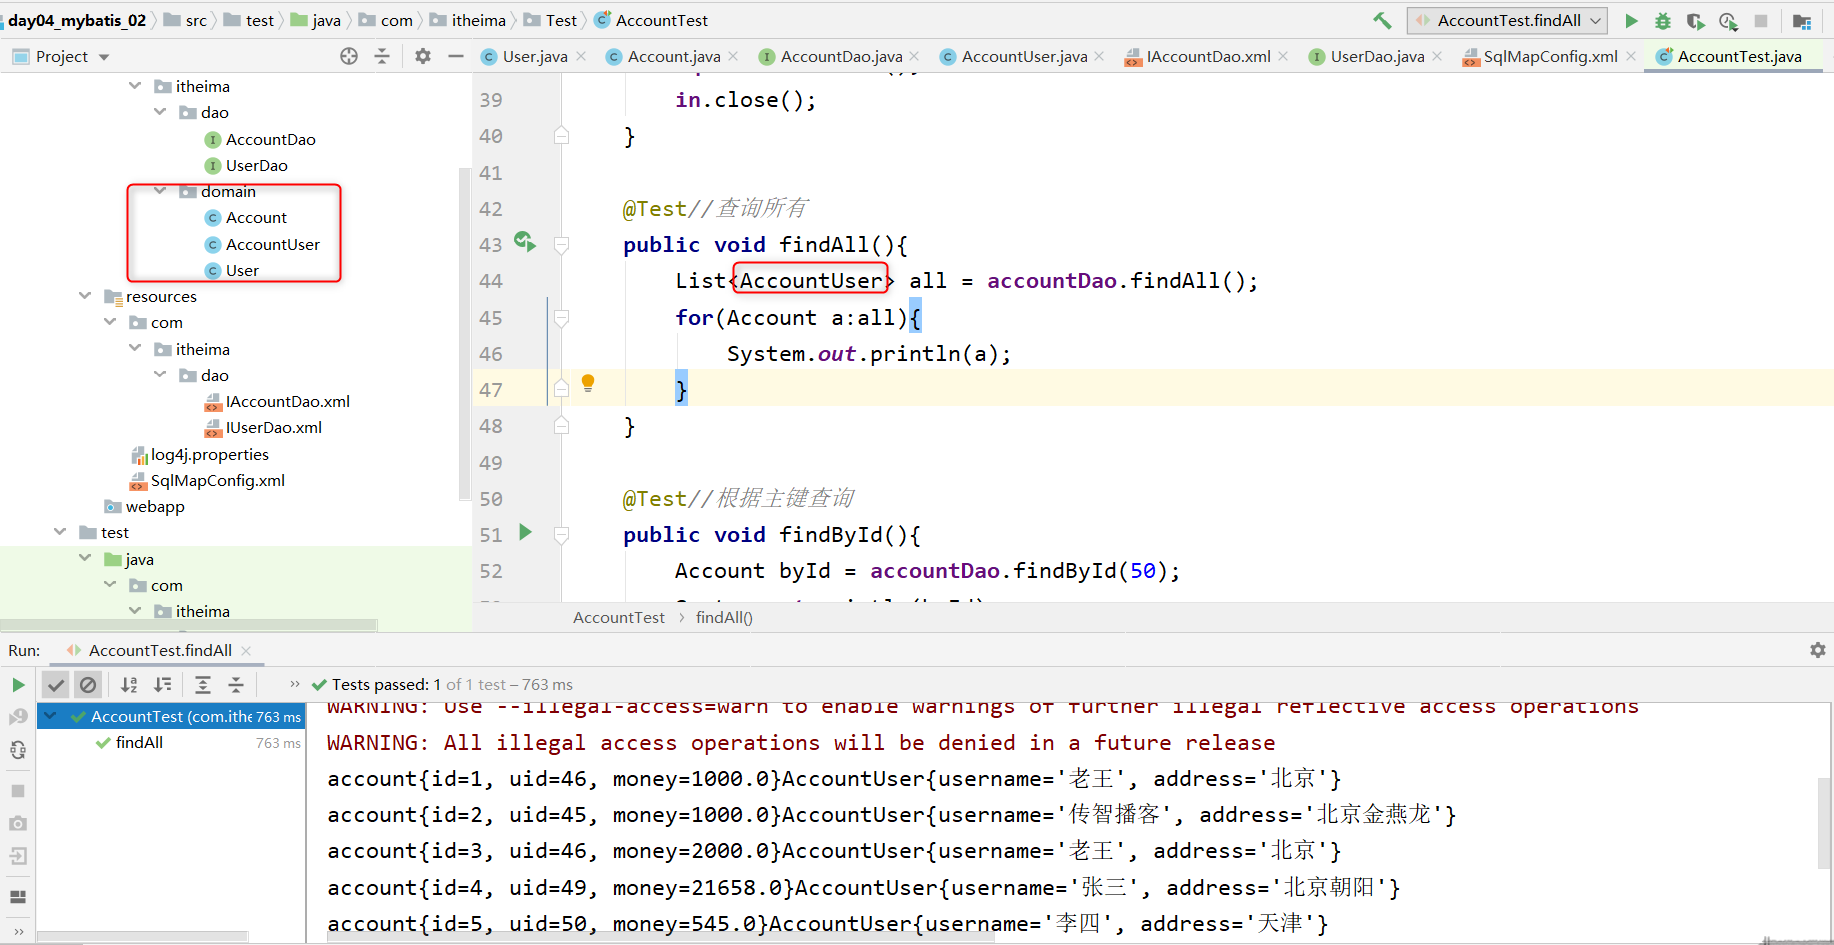 day04_mybatis_02 src test java com itheima Test AccountTest AccountTest.findAll
Project User.java Account.java AccountDao.java AccountUser.java IAccountDao.xml UserDao.java SqlMapConfig.xml AccountTest.java
itheima
dao
AccountDao
UserDao
domain
Account
AccountUser
User
resources
com
itheima
dao
IAccountDao.xml
IUserDao.xml
log4j.properties
SqlMapConfig.xml
webapp
test
java
com
itheima
39 in.close();
40 }
41
42 @Test//查询所有
43 public void findAll(){
44 List<AccountUser> all = accountDao.findAll();
45 for(Account a:all){
46 System.out.println(a);
47 }
48 }
49
50 @Test//根据主键查询
51 public void findById(){
52 Account byId = accountDao.findById(50);
AccountTest > findAll()
Run: AccountTest.findAll
>> Tests passed: 1 of 1 test – 763 ms
AccountTest (com.ithe 763 ms
findAll 763 ms
WARNING: Use --illegal-access=warn to enable warnings of further illegal reflective access operations
WARNING: All illegal access operations will be denied in a future release
account{id=1, uid=46, money=1000.0}AccountUser{username='老王', address='北京'}
account{id=2, uid=45, money=1000.0}AccountUser{username='传智播客', address='北京金燕龙'}
account{id=3, uid=46, money=2000.0}AccountUser{username='老王', address='北京'}
account{id=4, uid=49, money=21658.0}AccountUser{username='张三', address='北京朝阳'}
account{id=5, uid=50, money=545.0}AccountUser{username='李四', address='天津'}